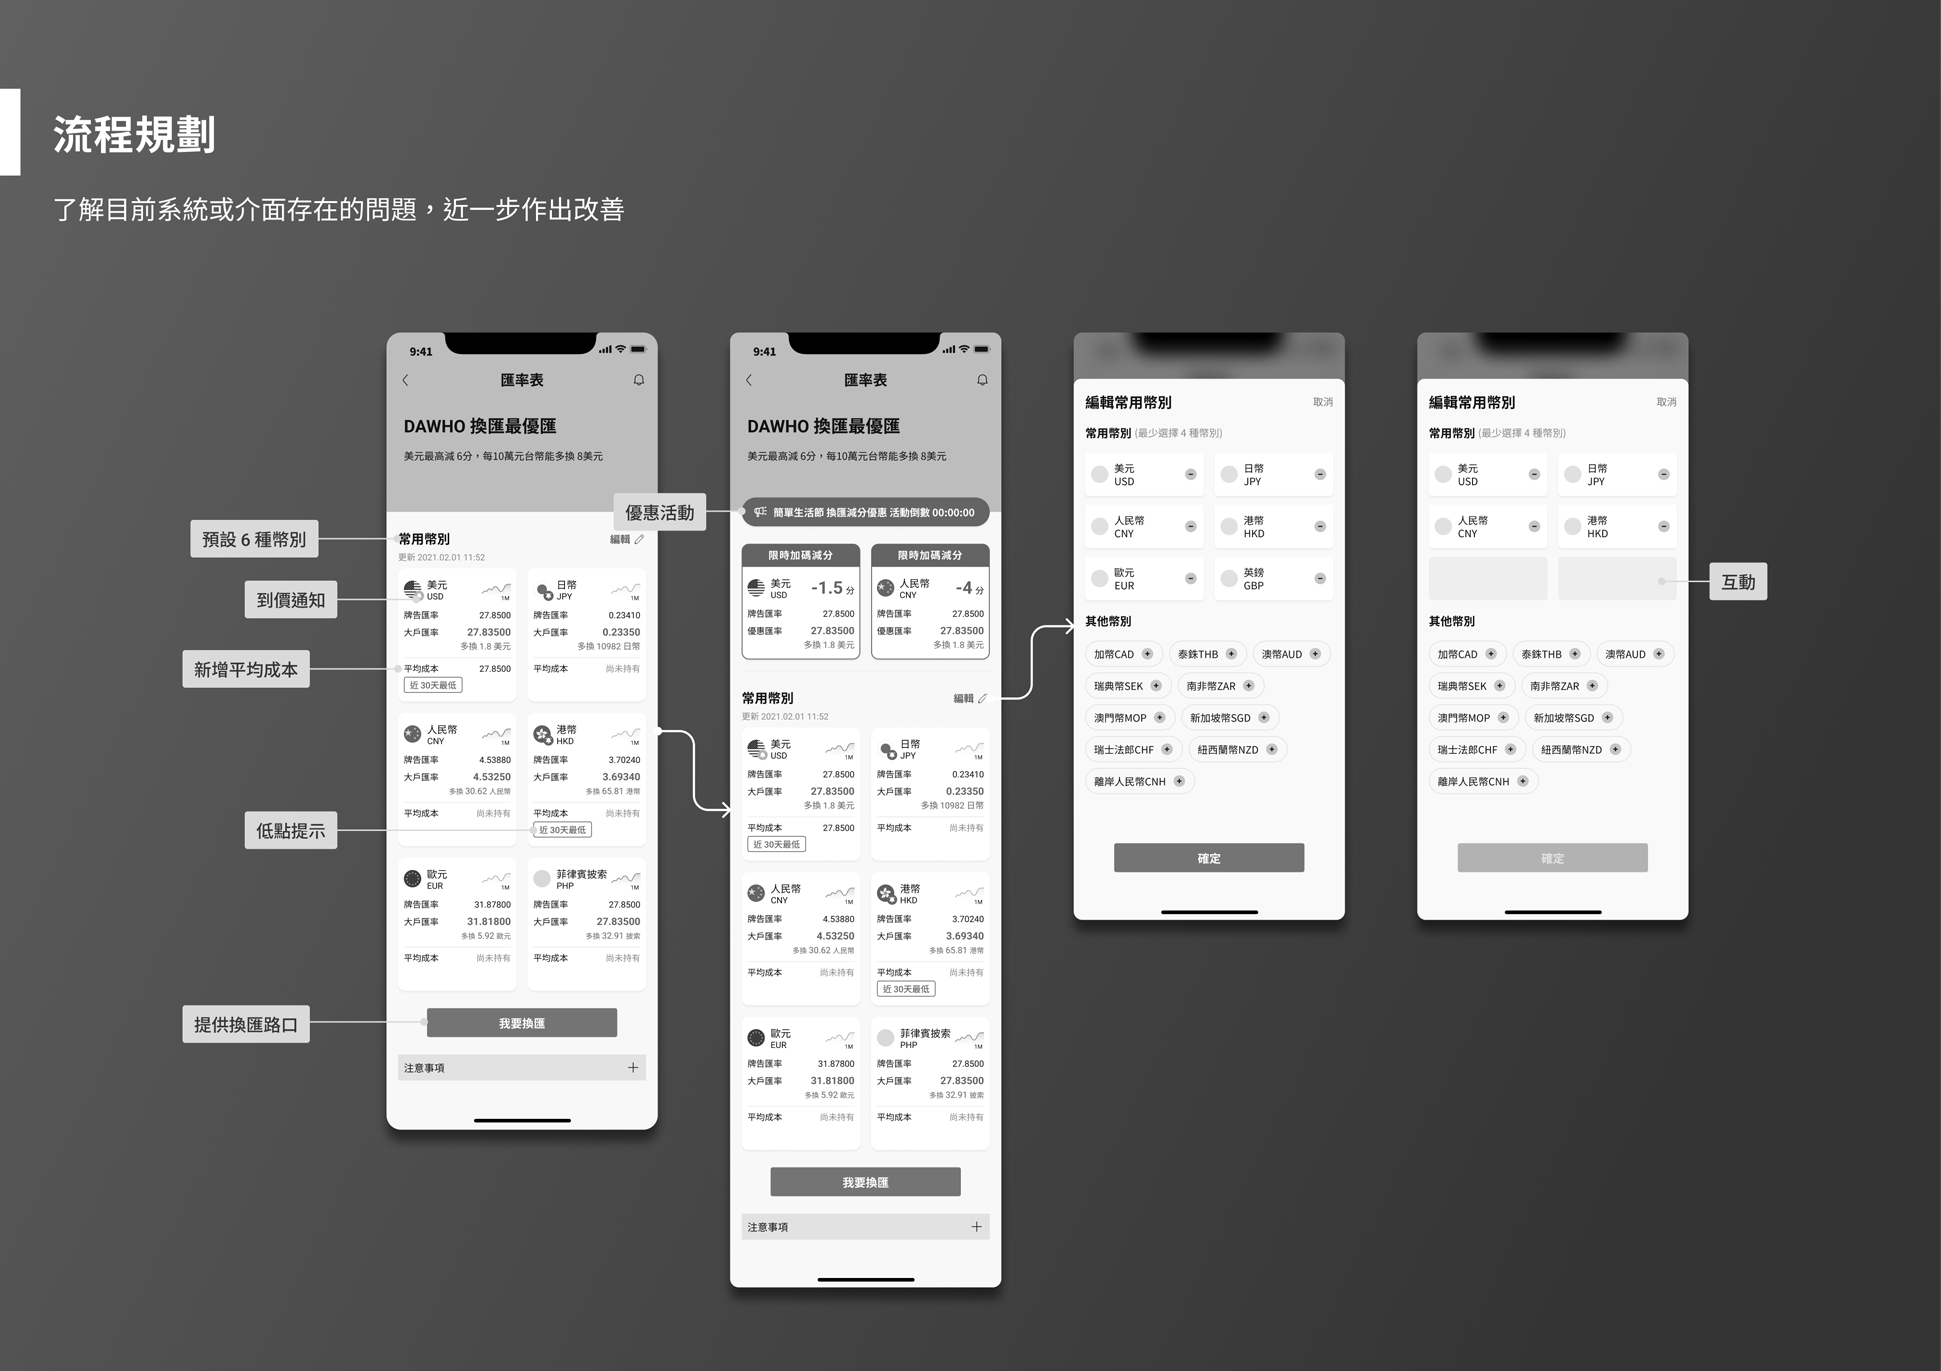 流程規劃
了解目前系統或介面存在的問題，近一步作出改善
預設 6 種幣別
到價通知
新增平均成本
低點提示
提供換匯路口
9:41
匯率表
DAWHO 換匯最優匯
美元最高減 6分，每10萬元台幣能多換 8美元
常用幣別
編輯
更新 2021.02.01 11:52
美元
USD
1M
牌告匯率 27.8500
大戶匯率 27.83500
多換 1.8 美元
平均成本 27.8500
近 30天最低
日幣
JPY
1M
牌告匯率 0.23410
大戶匯率 0.23350
多換 10982 日幣
平均成本 尚未持有
人民幣
CNY
1M
牌告匯率 4.53880
大戶匯率 4.53250
多換 30.62 人民幣
平均成本 尚未持有
港幣
HKD
1M
牌告匯率 3.70240
大戶匯率 3.69340
多換 65.81 港幣
平均成本 尚未持有
近 30天最低
歐元
EUR
1M
牌告匯率 31.87800
大戶匯率 31.81800
多換 5.92 歐元
平均成本 尚未持有
菲律賓披索
PHP
1M
牌告匯率 27.8500
大戶匯率 27.83500
多換 32.91 披索
平均成本 尚未持有
我要換匯
注意事項
優惠活動
9:41
匯率表
DAWHO 換匯最優匯
美元最高減 6分，每10萬元台幣能多換 8美元
簡單生活節 換匯減分優惠 活動倒數 00:00:00
限時加碼減分
美元
USD
-1.5 分
牌告匯率 27.8500
優惠匯率 27.83500
多換 1.8 美元
限時加碼減分
人民幣
CNY
-4 分
牌告匯率 27.8500
優惠匯率 27.83500
多換 1.8 美元
常用幣別
編輯
更新 2021.02.01 11:52
美元
USD
1M
牌告匯率 27.8500
大戶匯率 27.83500
多換 1.8 美元
平均成本 27.8500
近 30天最低
日幣
JPY
1M
牌告匯率 0.23410
大戶匯率 0.23350
多換 10982 日幣
平均成本 尚未持有
人民幣
CNY
1M
牌告匯率 4.53880
大戶匯率 4.53250
多換 30.62 人民幣
平均成本 尚未持有
港幣
HKD
1M
牌告匯率 3.70240
大戶匯率 3.69340
多換 65.81 港幣
平均成本 尚未持有
近 30天最低
歐元
EUR
1M
牌告匯率 31.87800
大戶匯率 31.81800
多換 5.92 歐元
平均成本 尚未持有
菲律賓披索
PHP
1M
牌告匯率 27.8500
大戶匯率 27.83500
多換 32.91 披索
平均成本 尚未持有
我要換匯
注意事項
編輯常用幣別
取消
常用幣別 (最少選擇 4 種幣別)
美元
USD
日幣
JPY
人民幣
CNY
港幣
HKD
歐元
EUR
英鎊
GBP
其他幣別
加幣CAD
泰銖THB
澳幣AUD
瑞典幣SEK
南非幣ZAR
澳門幣MOP
新加坡幣SGD
瑞士法郎CHF
紐西蘭幣NZD
離岸人民幣CNH
確定
編輯常用幣別
取消
常用幣別 (最少選擇 4 種幣別)
美元
USD
日幣
JPY
人民幣
CNY
港幣
HKD
互動
其他幣別
加幣CAD
泰銖THB
澳幣AUD
瑞典幣SEK
南非幣ZAR
澳門幣MOP
新加坡幣SGD
瑞士法郎CHF
紐西蘭幣NZD
離岸人民幣CNH
確定